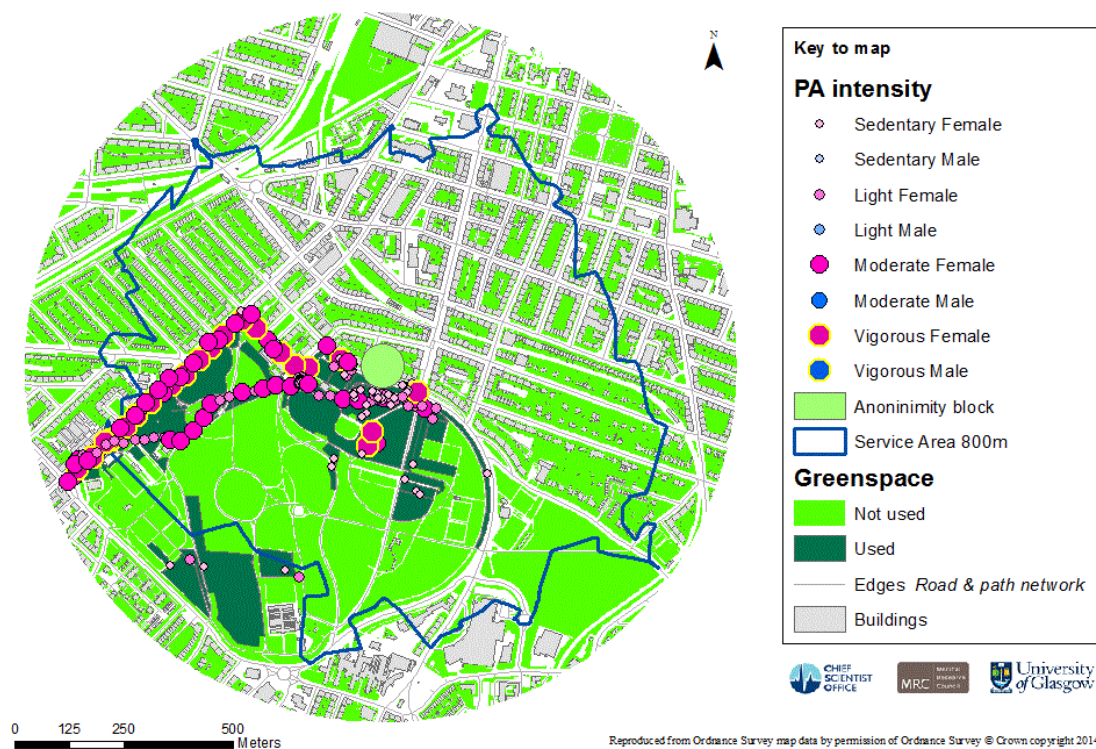 N
Key to map
PA intensity
Sedentary Female
Sedentary Male
Light Female
Light Male
Moderate Female
Moderate Male
Vigorous Female
Vigorous Male
Anoninimity block
Service Area 800m
Greenspace
Not used
Used
Edges Road & path network
Buildings
CHIEF
SCIENTIST
OFFICE
MRC
Medical
Research
Council
University
of Glasgow
0 125 250 500
Meters
Reproduced from Ordnance Survey map data by permission of Ordnance Survey © Crown copyright 2014